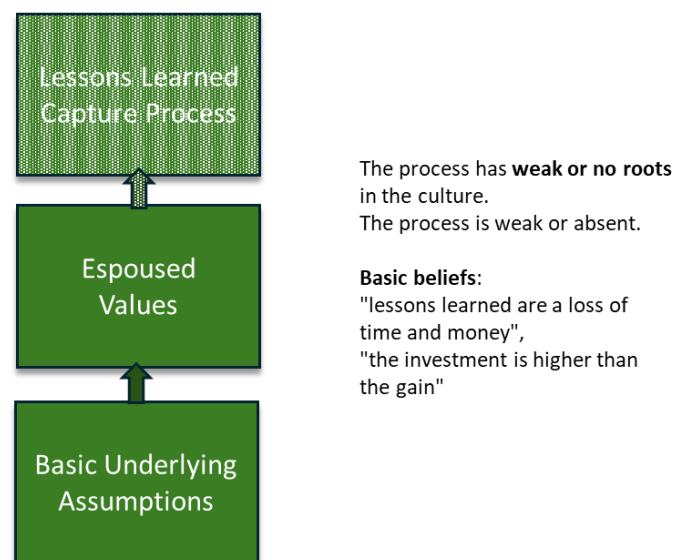 Lessons Learned
Capture Process
Espoused
Values
Basic Underlying
Assumptions
The process has weak or no roots
in the culture.
The process is weak or absent.
Basic beliefs:
"lessons learned are a loss of
time and money",
"the investment is higher than
the gain"